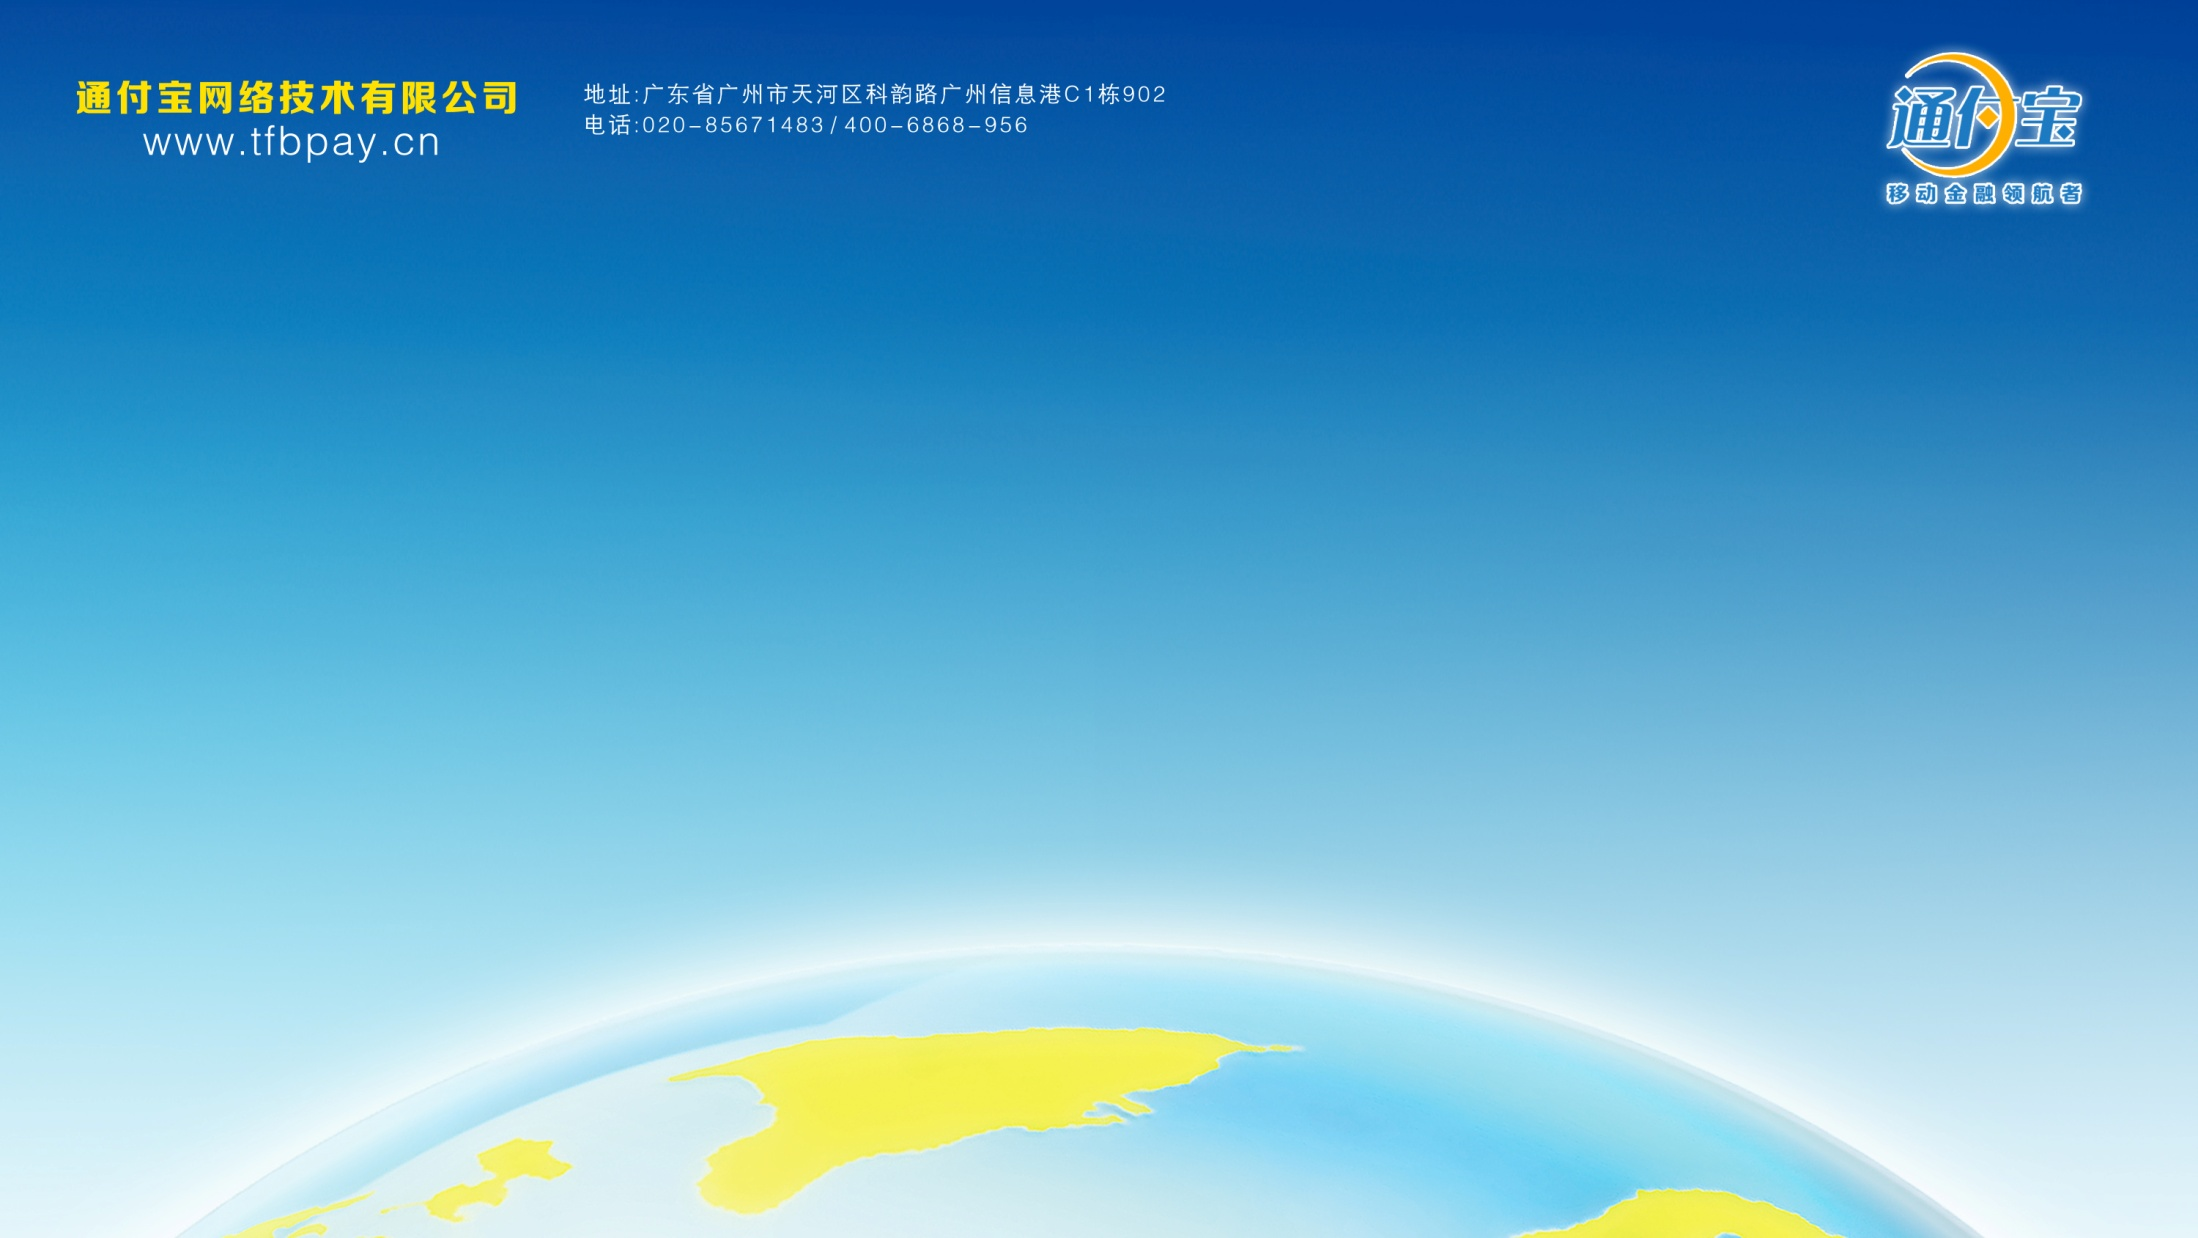 通付宝网络技术有限公司
www.tfbpay.cn
地址:广东省广州市天河区科韵路广州信息港C1栋902
电话:020-85671483/400-6868-956
通付宝
移动金融领航者